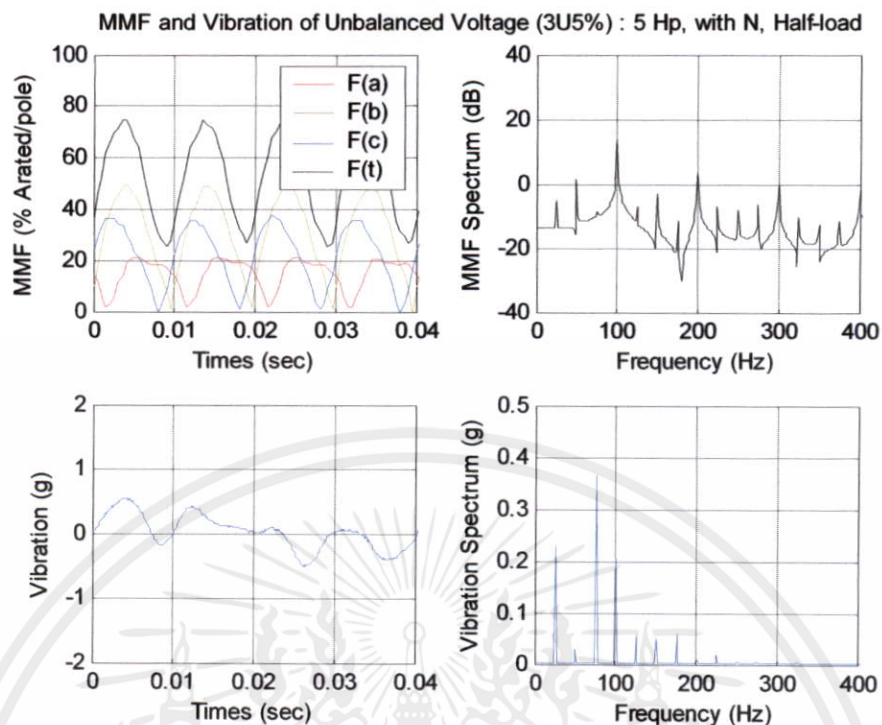 MMF and Vibration of Unbalanced Voltage (3U5%) : 5 Hp, with N, Half-load
MMF (% Arated/pole)
100
80
60
40
20
0
F(a)
F(b)
F(c)
F(t)
0 0.01 0.02 0.03 0.04
Times (sec)
MMF Spectrum (dB)
40
20
0
-20
-40
0 100 200 300 400
Frequency (Hz)
Vibration (g)
2
1
0
-1
-2
0 0.01 0.02 0.03 0.04
Times (sec)
Vibration Spectrum (g)
0.5
0.4
0.3
0.2
0.1
0
0 100 200 300 400
Frequency (Hz)